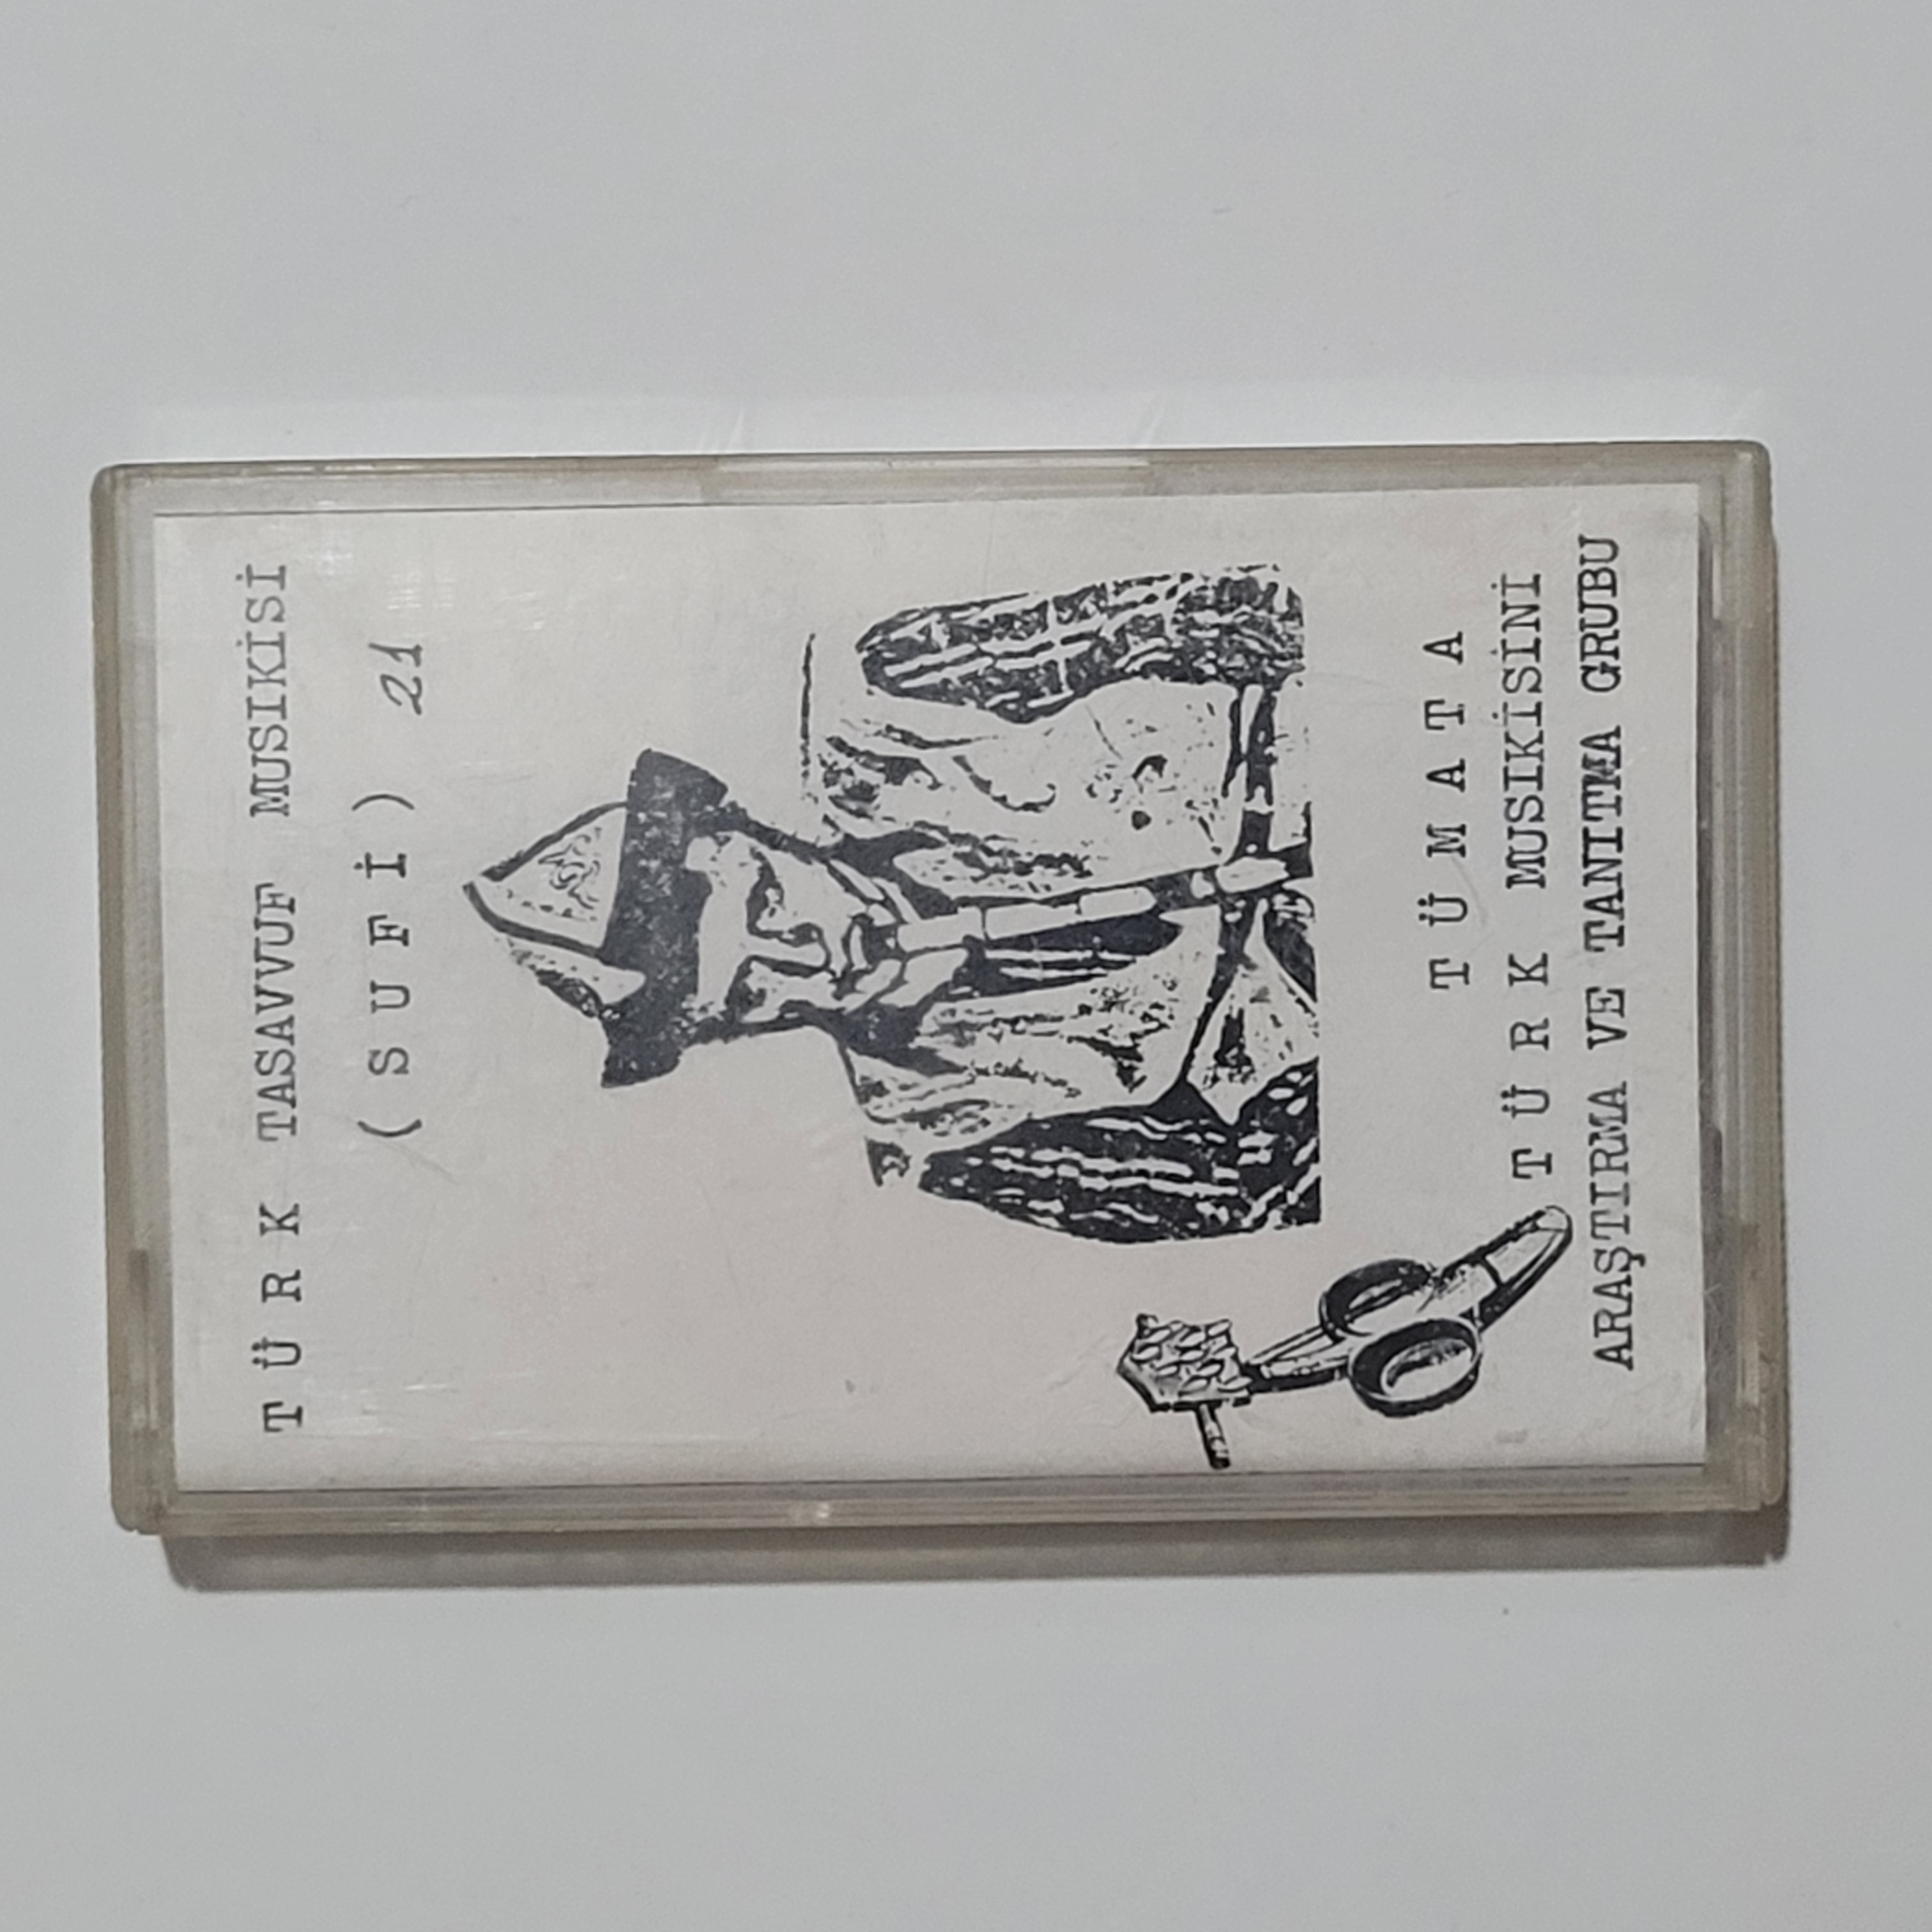 TÜRK TASAVVUF MUSIKİSİ
(SUFİ) 21
TÜMATA
TÜRK MUSIKİSİNİ
ARAŞTIRMA VE TANITMA GRUBU